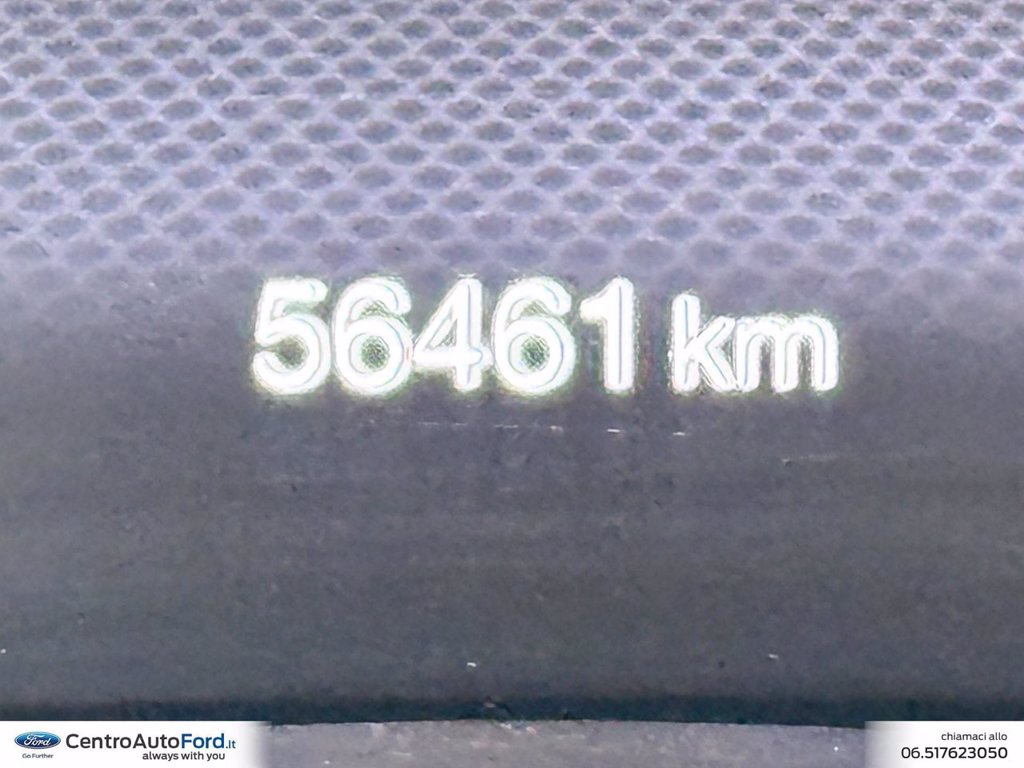 56461 km
Ford
Go Further
CentroAutoFord.it
always with you
chiamaci allo
06.517623050